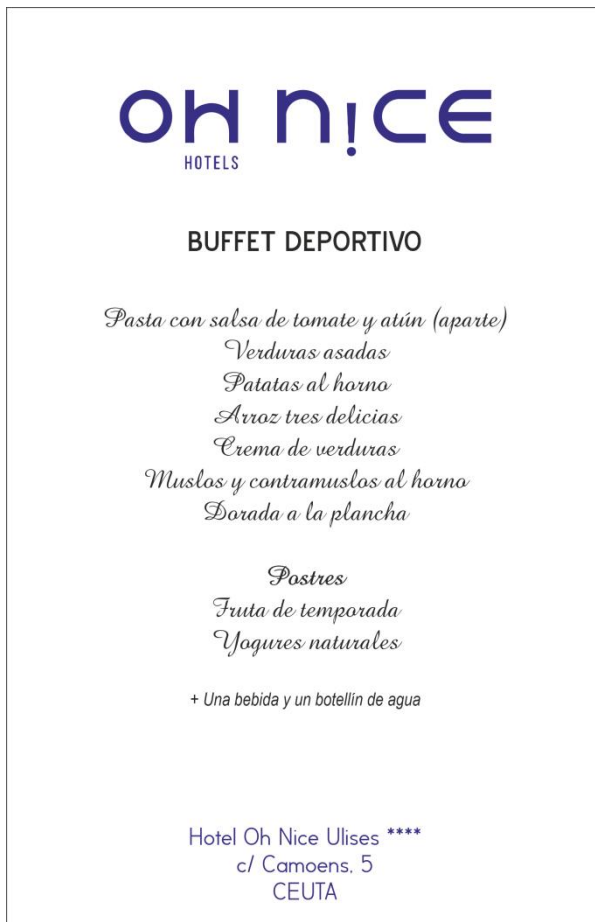 OH N!CE
HOTELS
BUFFET DEPORTIVO
Pasta con salsa de tomate y atún (aparte)
Verduras asadas
Patatas al horno
Arroz tres delicias
Crema de verduras
Muslos y contramuslos al horno
Dorada a la plancha
Postres
Fruta de temporada
Yogures naturales
+ Una bebida y un botellín de agua
Hotel Oh Nice Ulises ****
c/ Camoens, 5
CEUTA